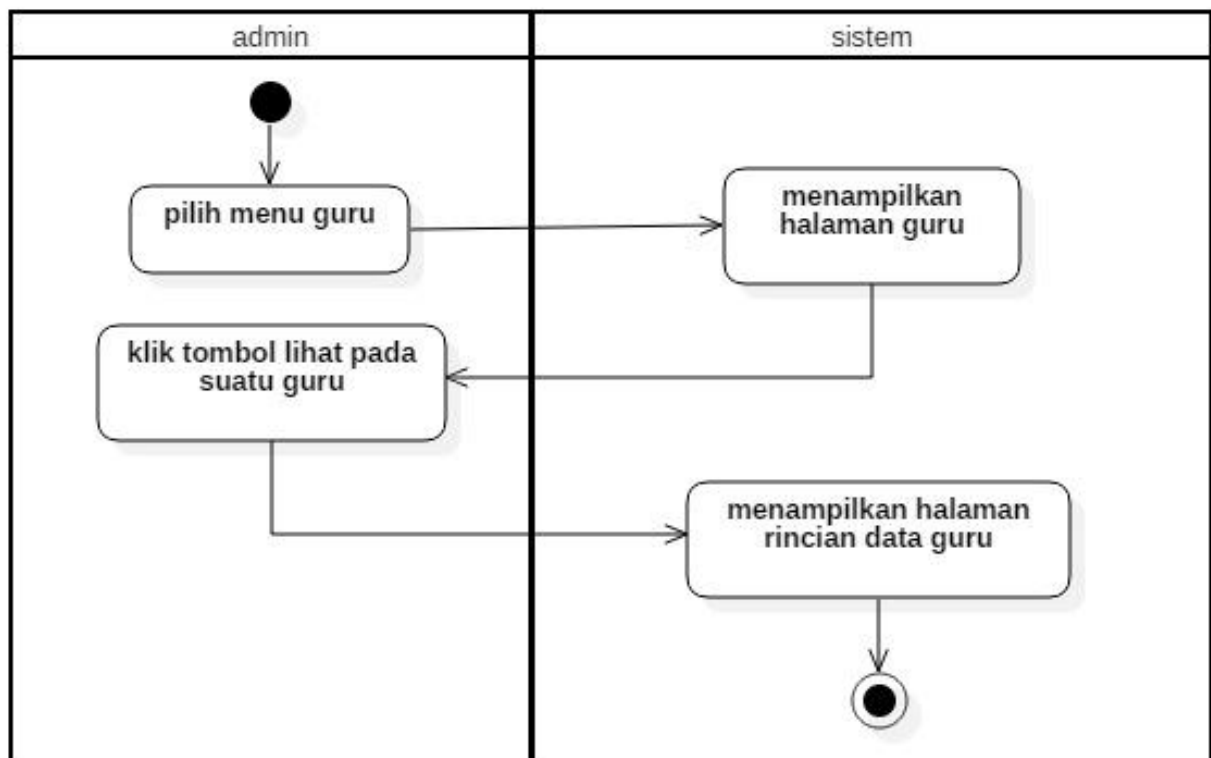 admin
sistem
pilih menu guru
menampilkan
halaman guru
klik tombol lihat pada
suatu guru
menampilkan halaman
rincian data guru